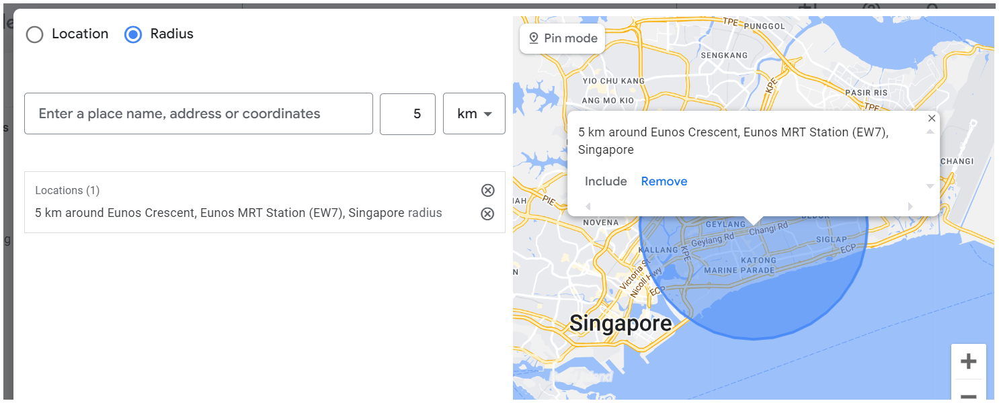 Location
Radius
Enter a place name, address or coordinates
5
km
Locations (1)
5 km around Eunos Crescent, Eunos MRT Station (EW7), Singapore radius
Pin mode
TPE
PUNGGOL
SENGKANG
YIO CHU KANG
KPE
ANG MO KIO
PASIR RIS
TPE
5 km around Eunos Crescent, Eunos MRT Station (EW7),
Singapore
Include
Remove
CHANGI
PIE
NOVENA
GEYLANG
Changi Rd
Geylang Rd
SIGLAP
ECP
KALLANG
KPE
KATONG
MARINE PARADE
Victoria St
Nicoll Hwy
ECP
Singapore